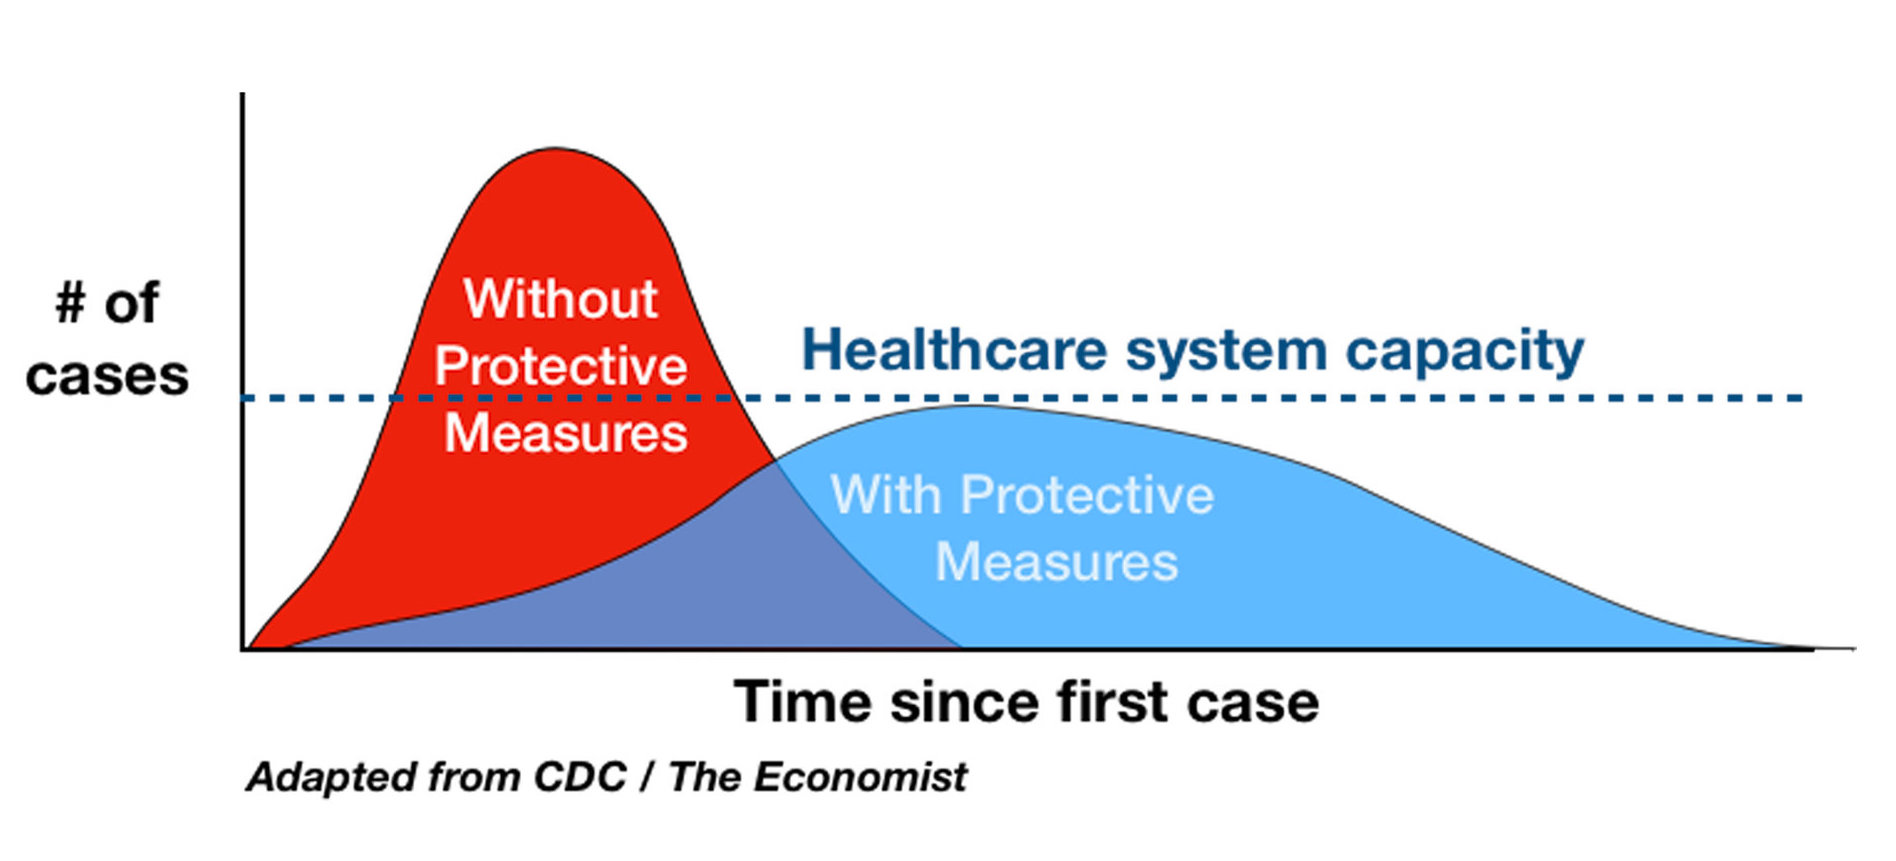 # of
cases
Without
Protective
Measures
Healthcare system capacity
With Protective
Measures
Time since first case
Adapted from CDC / The Economist